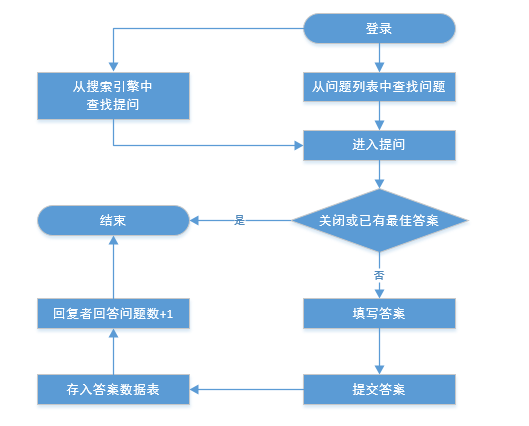 登录
从搜索引擎中
查找提问
从问题列表中查找问题
进入提问
结束
是
关闭或已有最佳答案
否
回复者回答问题数+1
填写答案
存入答案数据表
提交答案